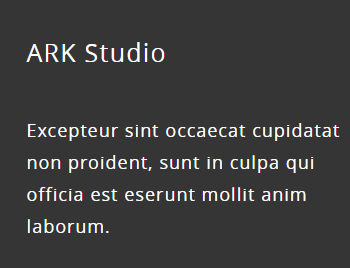 ARK Studio
Excepteur sint occaecat cupidatat
non proident, sunt in culpa qui
officia est eserunt mollit anim
laborum.